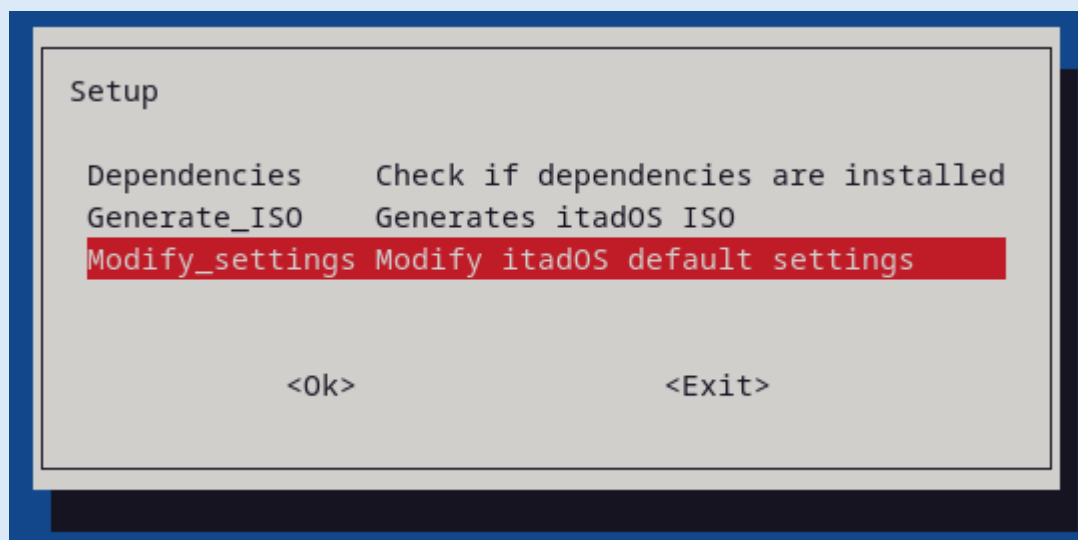 Setup
Dependencies    Check if dependencies are installed
Generate_ISO    Generates itadOS ISO
Modify_settings Modify itadOS default settings
<Ok>                <Exit>